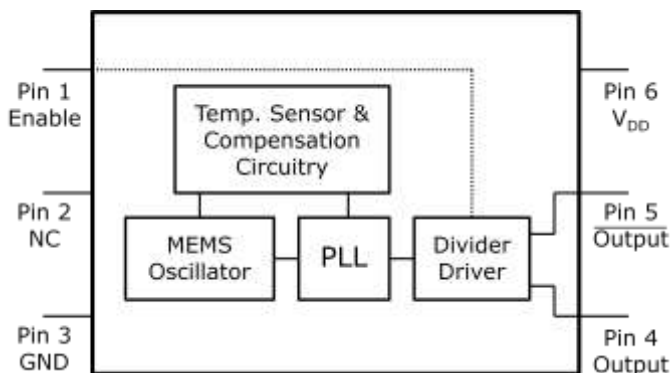 Pin 1
Enable
Pin 2
NC
Pin 3
GND
Temp. Sensor &
Compensation
Circuitry
MEMS
Oscillator
PLL
Divider
Driver
Pin 6
VDD
Pin 5
Output
Pin 4
Output